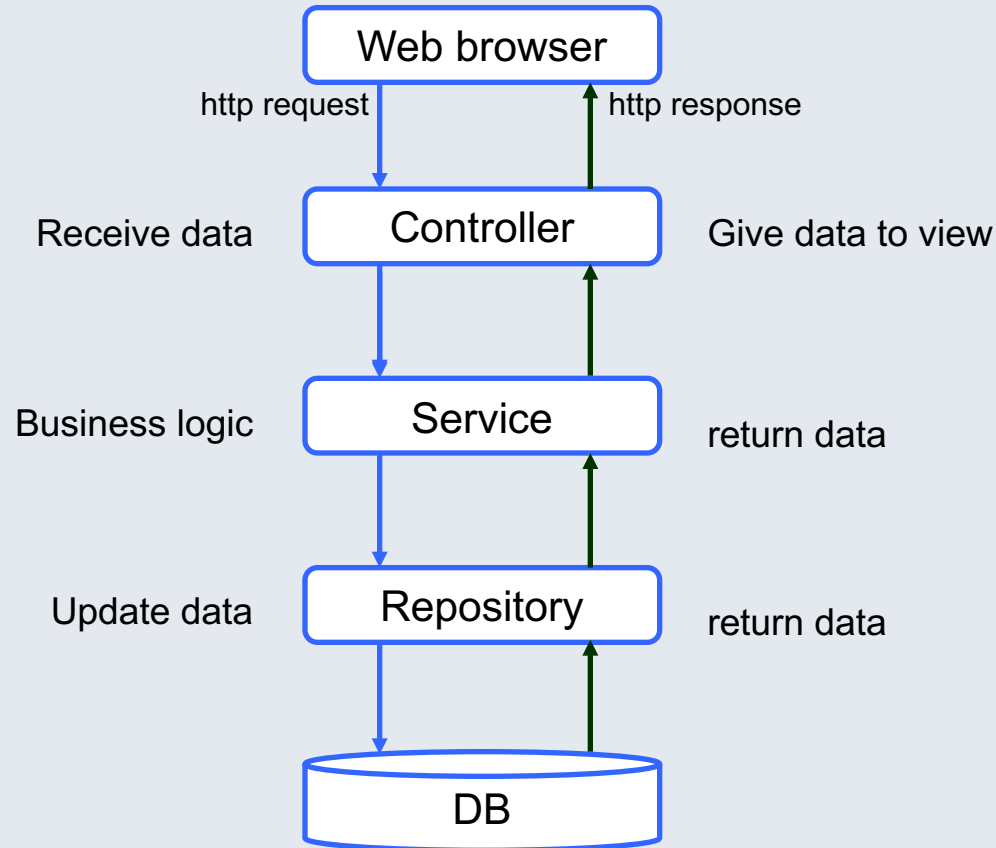 Web browser
http request
http response
Receive data
Controller
Give data to view
Business logic
Service
return data
Update data
Repository
return data
DB